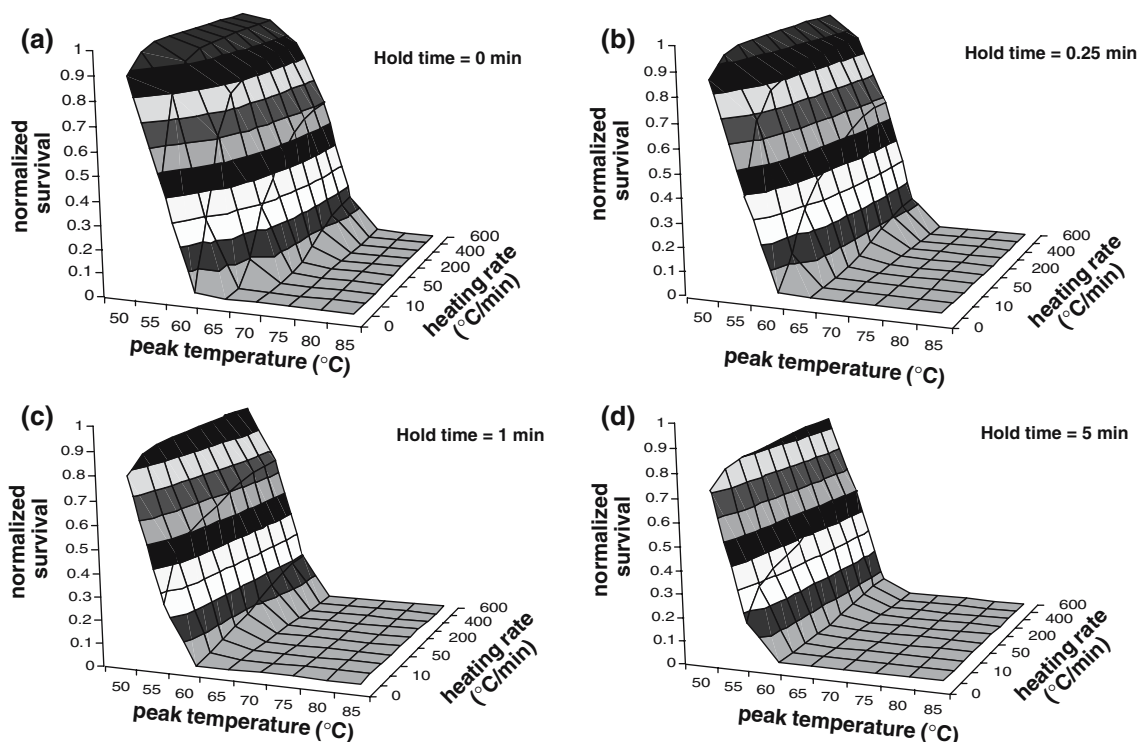 (a)
Hold time = 0 min
normalized
survival
1
0.9
0.8
0.7
0.6
0.5
0.4
0.3
0.2
0.1
0
50 55 60 65 70 75 80 85
peak temperature (°C)
0 10 50 200 400 600
heating rate
(°C/min)
(b)
Hold time = 0.25 min
normalized
survival
1
0.9
0.8
0.7
0.6
0.5
0.4
0.3
0.2
0.1
0
50 55 60 65 70 75 80 85
peak temperature (°C)
0 10 50 200 400 600
heating rate
(°C/min)
(c)
Hold time = 1 min
normalized
survival
1
0.9
0.8
0.7
0.6
0.5
0.4
0.3
0.2
0.1
0
50 55 60 65 70 75 80 85
peak temperature (°C)
0 10 50 200 400 600
heating rate
(°C/min)
(d)
Hold time = 5 min
normalized
survival
1
0.9
0.8
0.7
0.6
0.5
0.4
0.3
0.2
0.1
0
50 55 60 65 70 75 80 85
peak temperature (°C)
0 10 50 200 400 600
heating rate
(°C/min)